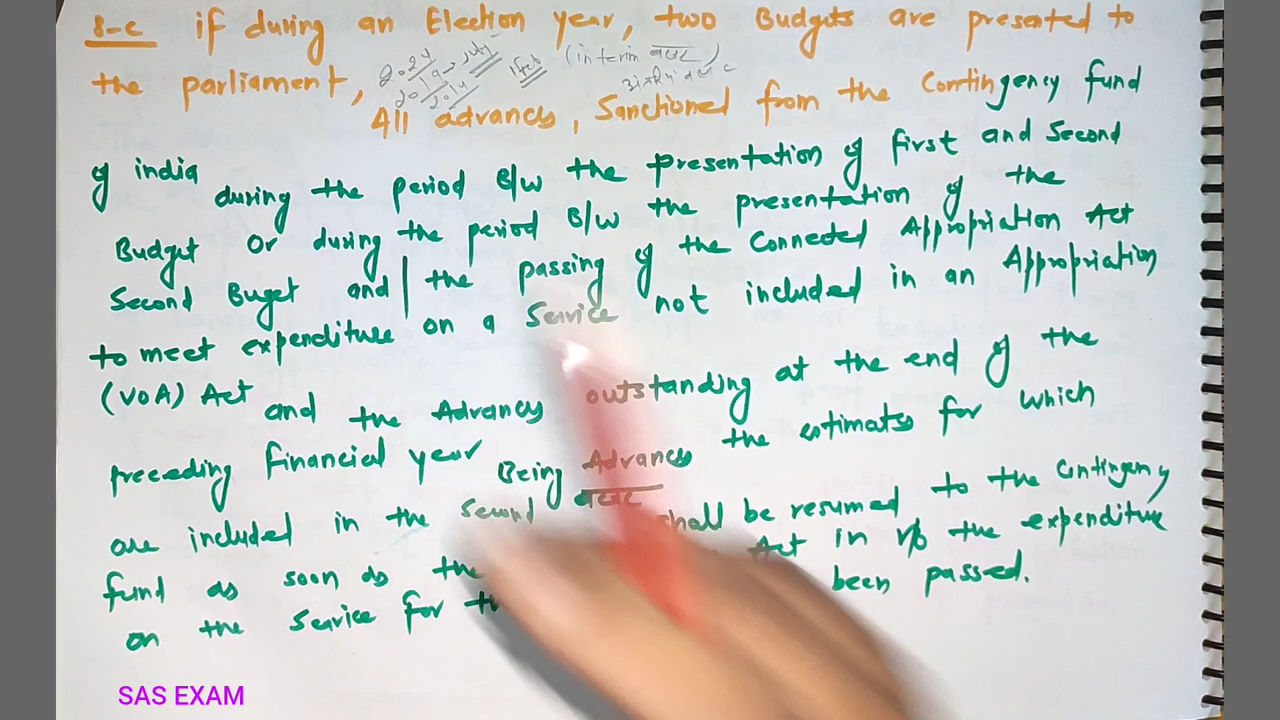 8-c if during an Election year, two Budgets are presented to
the parliament,
2024
2019 → July
2014
1 Feb
(interim बजट)
All advances, Sanctioned from the Contingency fund
of india during the period B/w the presentation of first and Second
Budget or during the period B/w the presentation of the
Second Buget and the passing of the Connected Appropriation Act
to meet expenditure on a Service not included in an Appropriation
(VOA) Act and the Advances outstanding at the end of the
preceding financial year Being Advances the estimates for which
are included in the Second बजट shall be resumed to the Contingency
fund as soon as the Act in r/o the expenditure
on the Service for been passed.
SAS EXAM